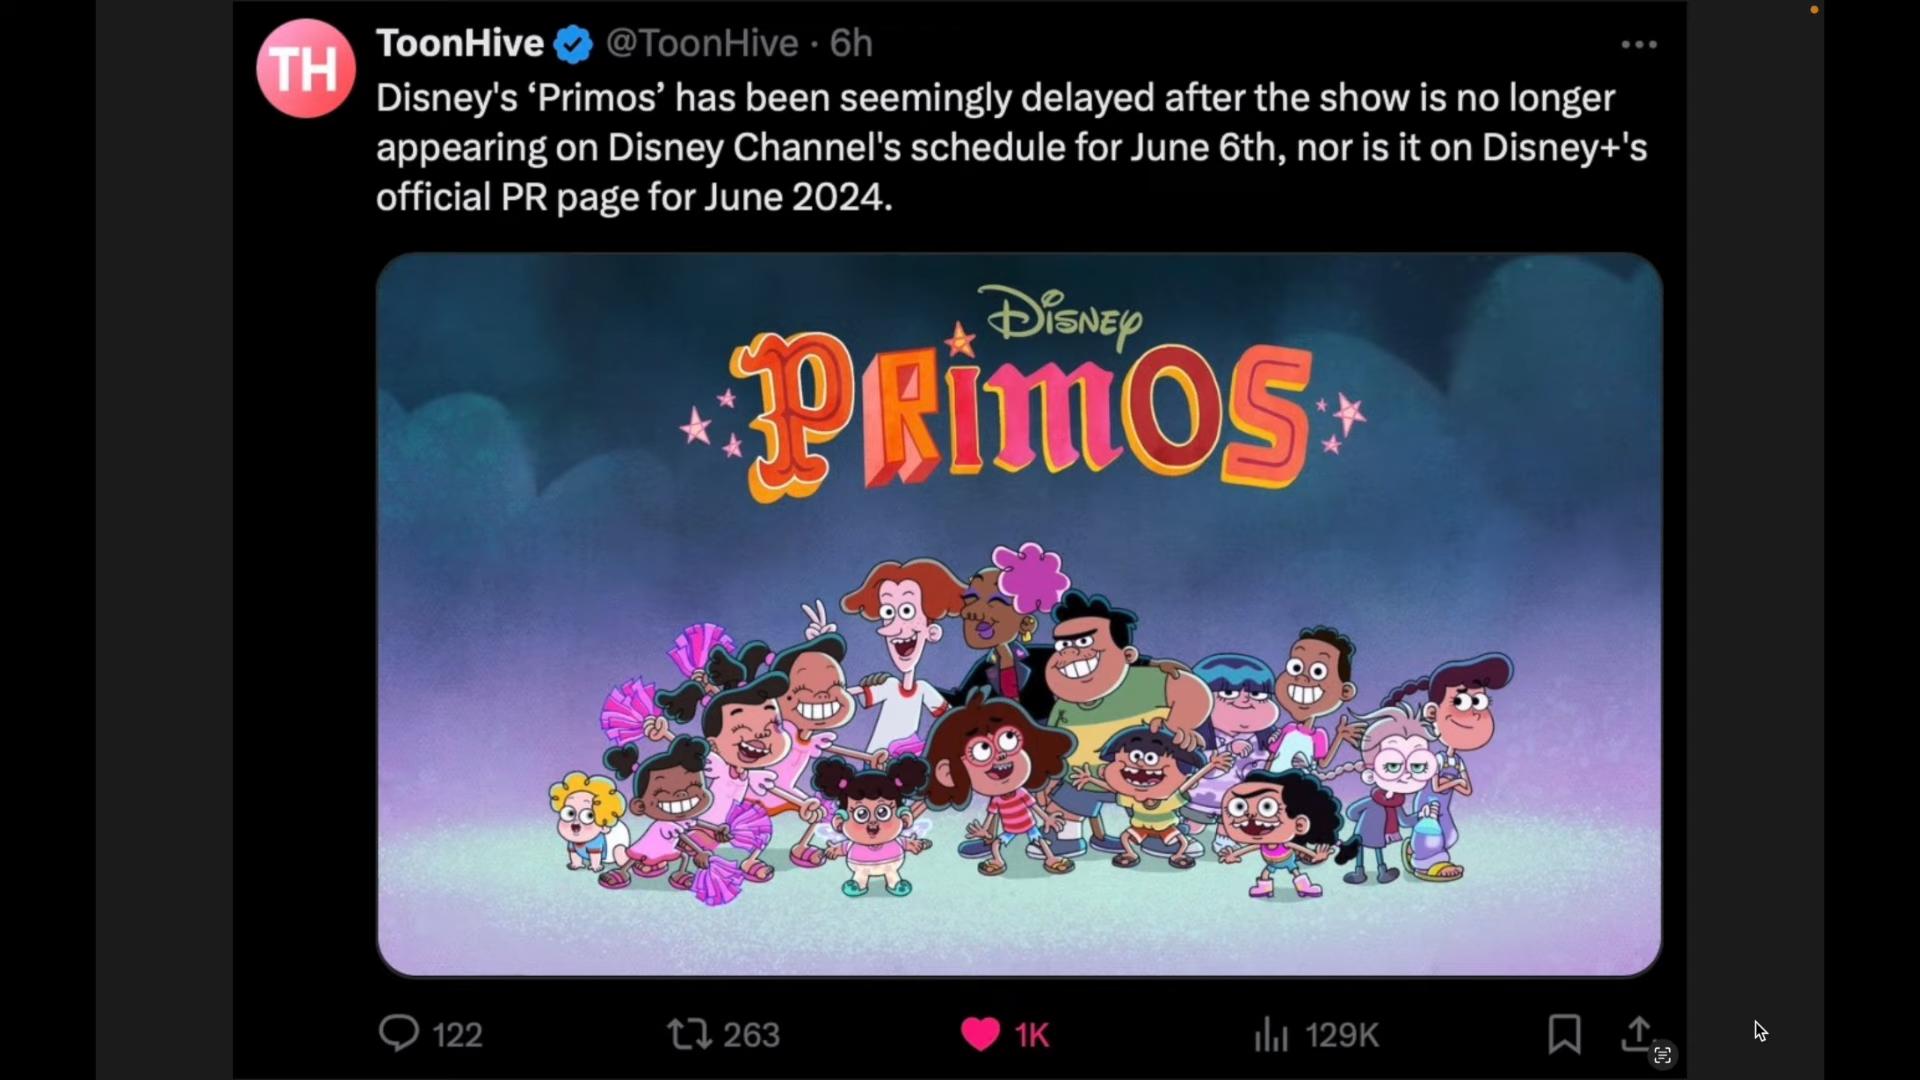 TH
ToonHive @ToonHive · 6h
Disney's ‘Primos’ has been seemingly delayed after the show is no longer
appearing on Disney Channel's schedule for June 6th, nor is it on Disney+'s
official PR page for June 2024.
Disney
PRiMOS
122 263 1K 129K